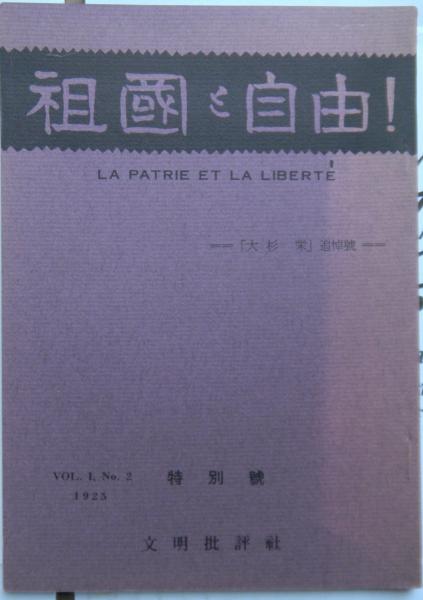 祖國と自由!
LA PATRIE ET LA LIBERTÉ
==「大杉 栄」追悼號==
VOL. I, No. 2 特別號
1925
文明批評社